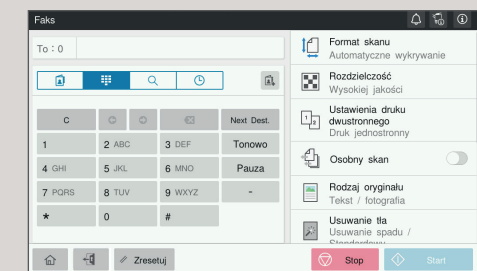 Faks
To : 0
C
Next Dest.
1
2 ABC
3 DEF
Tonowo
4 GHI
5 JKL
6 MNO
Pauza
7 PQRS
8 TUV
9 WXYZ
-
*
0
#
Format skanu
Automatyczne wykrywanie
Rozdzielczość
Wysokiej jakości
Ustawienia druku
dwustronnego
Druk jednostronny
Osobny skan
Rodzaj oryginału
Tekst / fotografia
Usuwanie tła
Usuwanie spadu /
Standardowy
Zresetuj
Stop
Start